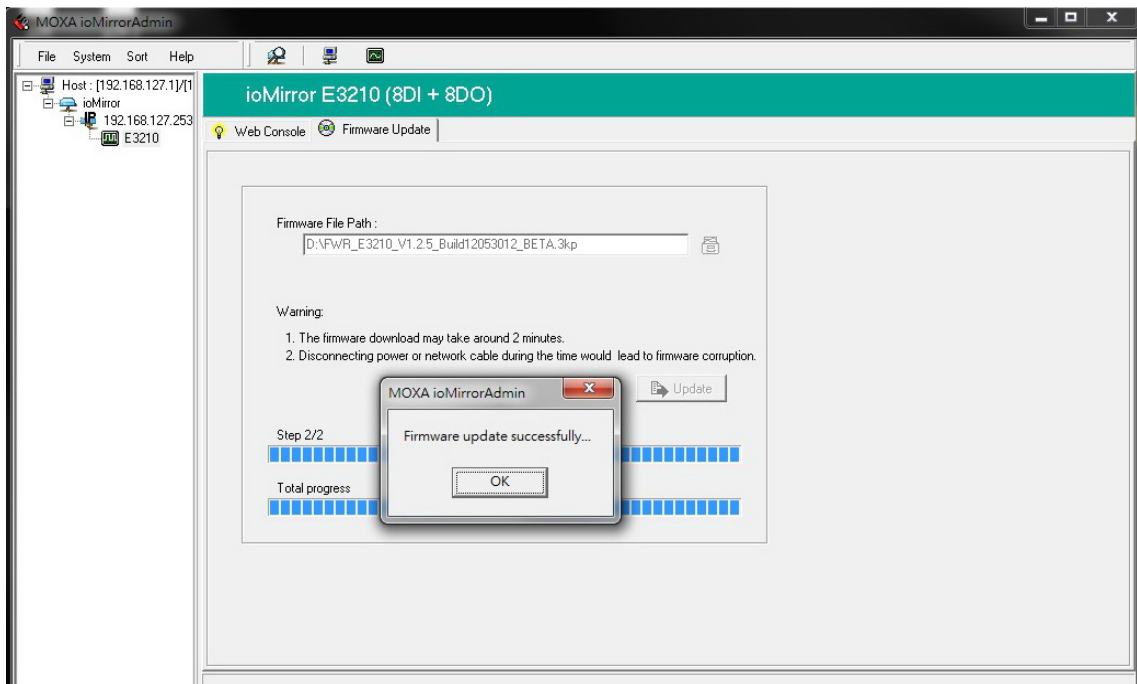 MOXA ioMirrorAdmin
File System Sort Help
Host : [192.168.127.1]/[1
ioMirror
192.168.127.253
E3210
ioMirror E3210 (8DI + 8DO)
Web Console Firmware Update
Firmware File Path :
D:\FWR_E3210_V1.2.5_Build12053012_BETA.3kp
Warning:
1. The firmware download may take around 2 minutes.
2. Disconnecting power or network cable during the time would lead to firmware corruption.
Update
MOXA ioMirrorAdmin
Firmware update successfully...
OK
Step 2/2
Total progress